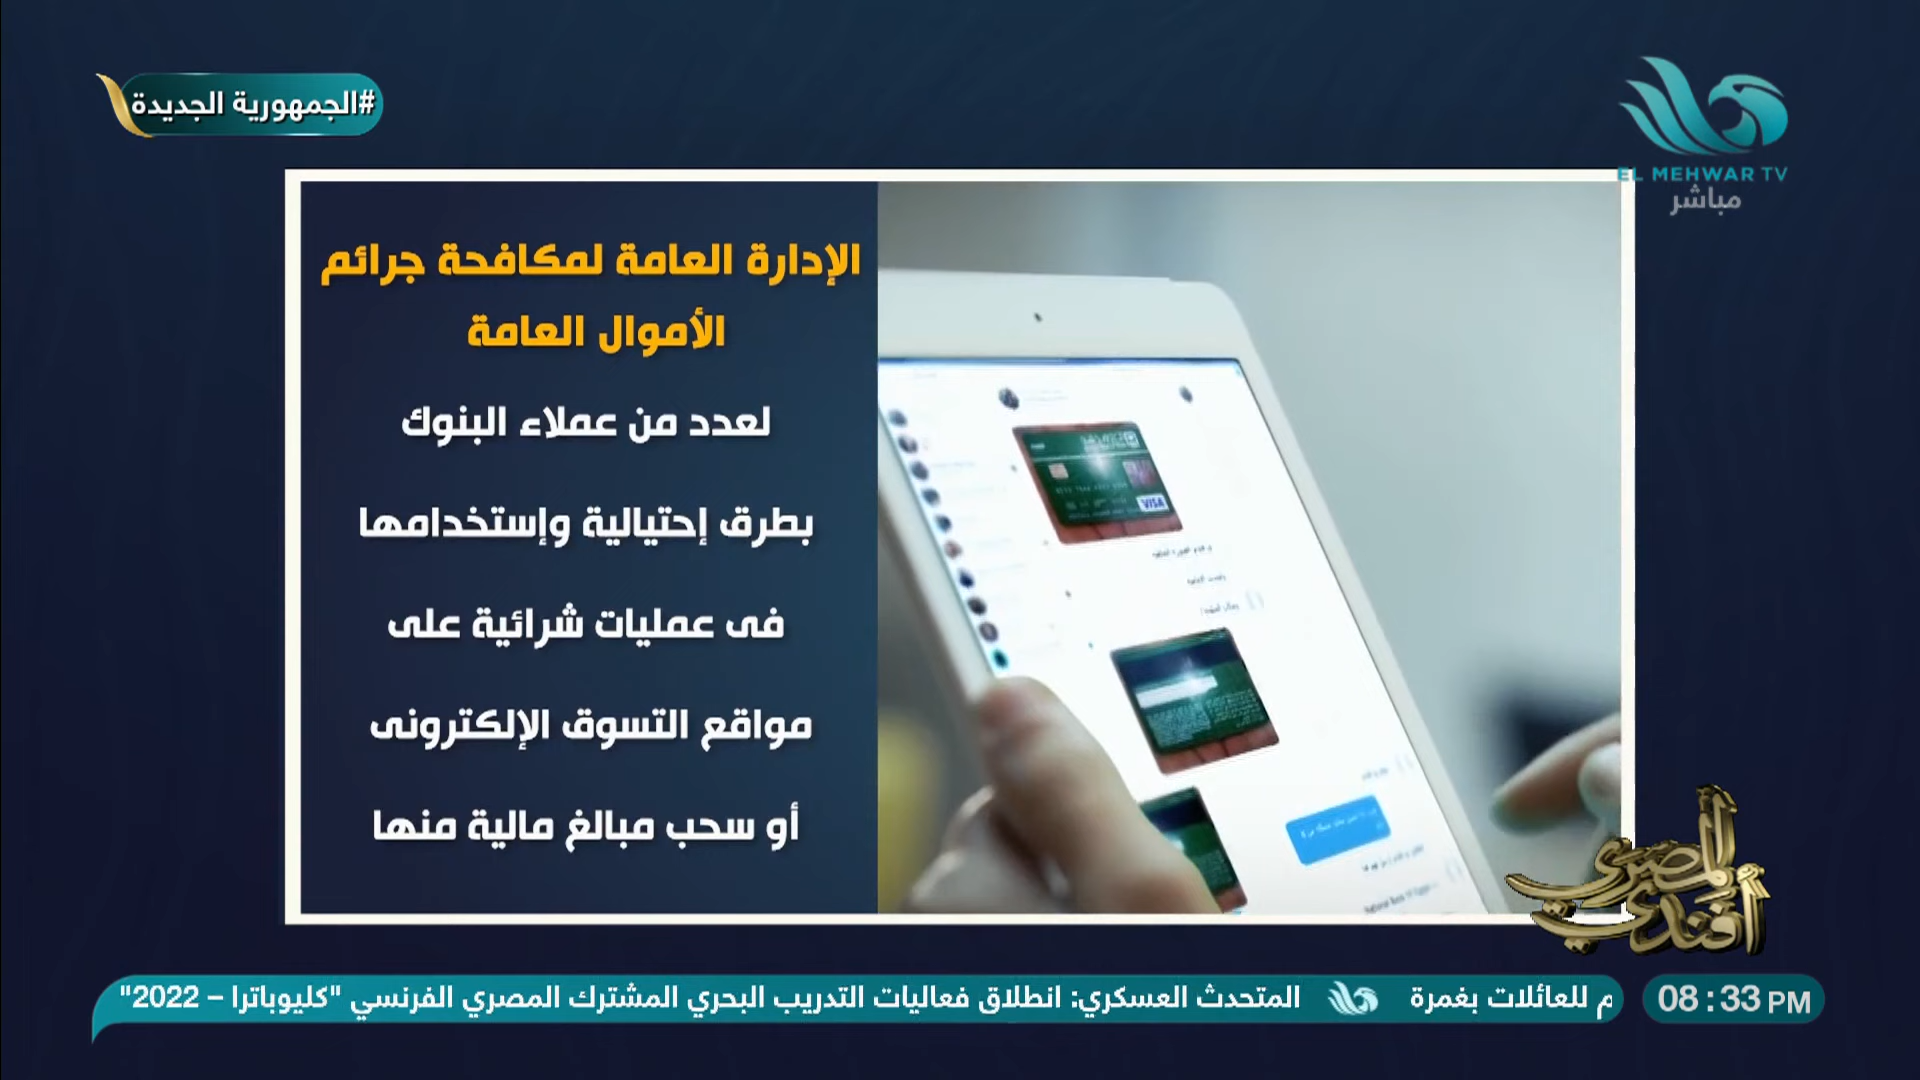 #الجمهورية الجديدة
EL MEHWAR TV
مباشر
الإدارة العامة لمكافحة جرائم
الأموال العامة
لعدد من عملاء البنوك
بطرق إحتيالية وإستخدامها
فى عمليات شرائية على
مواقع التسوق الإلكترونى
أو سحب مبالغ مالية منها
VISA
المصري
أفندي
م للعائلات بغمرة
المتحدث العسكري: انطلاق فعاليات التدريب البحري المشترك المصري الفرنسي "كليوباترا – 2022"
08:33 PM